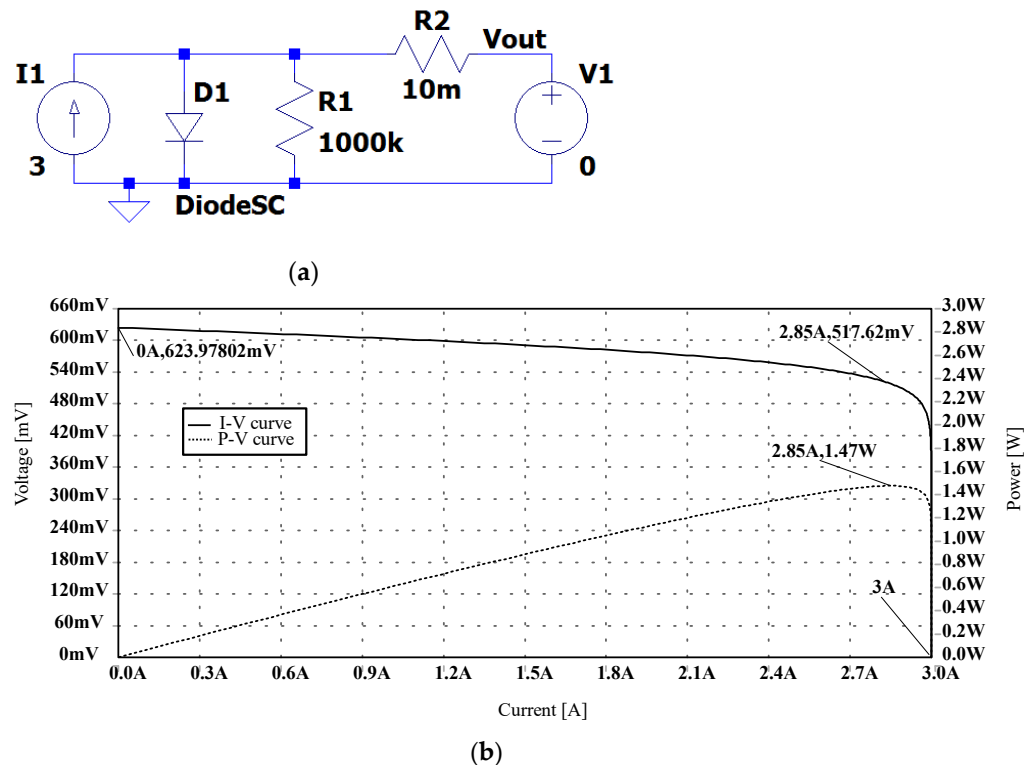 R2
Vout
I1
D1
V1
10m
R1
1000k
3
0
DiodeSC
(a)
660mV
3.0W
600mV
0A,623.97802mV
2.85A,517.62mV
2.8W
2.6W
540mV
2.4W
480mV
2.2W
I-V curve
2.0W
420mV
P-V curve
2.85A,1.47W
1.8W
360mV
1.6W
300mV
1.4W
240mV
1.2W
180mV
1.0W
0.8W
120mV
3A
0.6W
60mV
0.4W
0.2W
0mV
0.0W
Voltage [mV]
Power [W]
0.0A 0.3A 0.6A 0.9A 1.2A 1.5A 1.8A 2.1A 2.4A 2.7A 3.0A
Current [A]
(b)